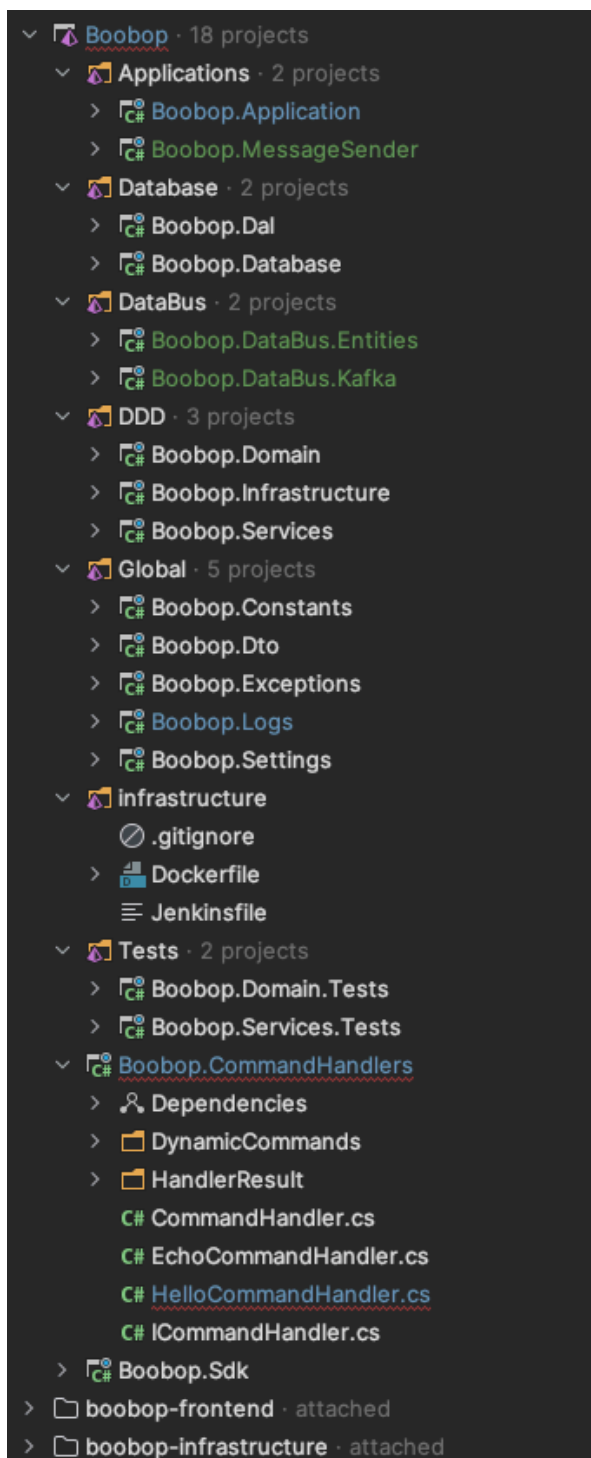 Boobop · 18 projects
Applications · 2 projects
C# Boobop.Application
C# Boobop.MessageSender
Database · 2 projects
C# Boobop.Dal
C# Boobop.Database
DataBus · 2 projects
C# Boobop.DataBus.Entities
C# Boobop.DataBus.Kafka
DDD · 3 projects
C# Boobop.Domain
C# Boobop.Infrastructure
C# Boobop.Services
Global · 5 projects
C# Boobop.Constants
C# Boobop.Dto
C# Boobop.Exceptions
C# Boobop.Logs
C# Boobop.Settings
infrastructure
.gitignore
D Dockerfile
Jenkinsfile
Tests · 2 projects
C# Boobop.Domain.Tests
C# Boobop.Services.Tests
C# Boobop.CommandHandlers
Dependencies
DynamicCommands
HandlerResult
C# CommandHandler.cs
C# EchoCommandHandler.cs
C# HelloCommandHandler.cs
C# ICommandHandler.cs
C# Boobop.Sdk
boobop-frontend · attached
boobop-infrastructure · attached